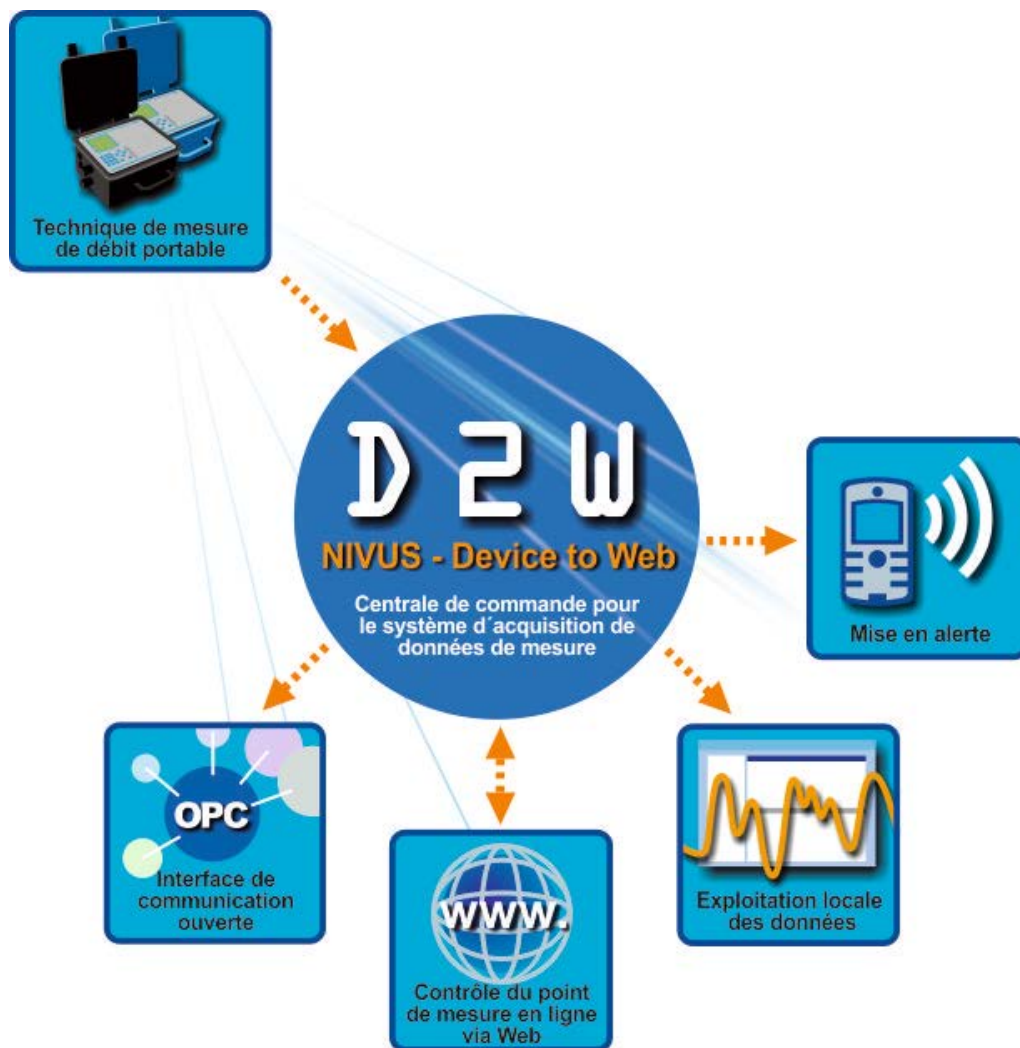 Technique de mesure
de débit portable
D2W
NIVUS - Device to Web
Centrale de commande pour
le système d´acquisition de
données de mesure
Mise en alerte
OPC
Interface de
communication
ouverte
www.
Contrôle du point
de mesure en ligne
via Web
Exploitation locale
des données